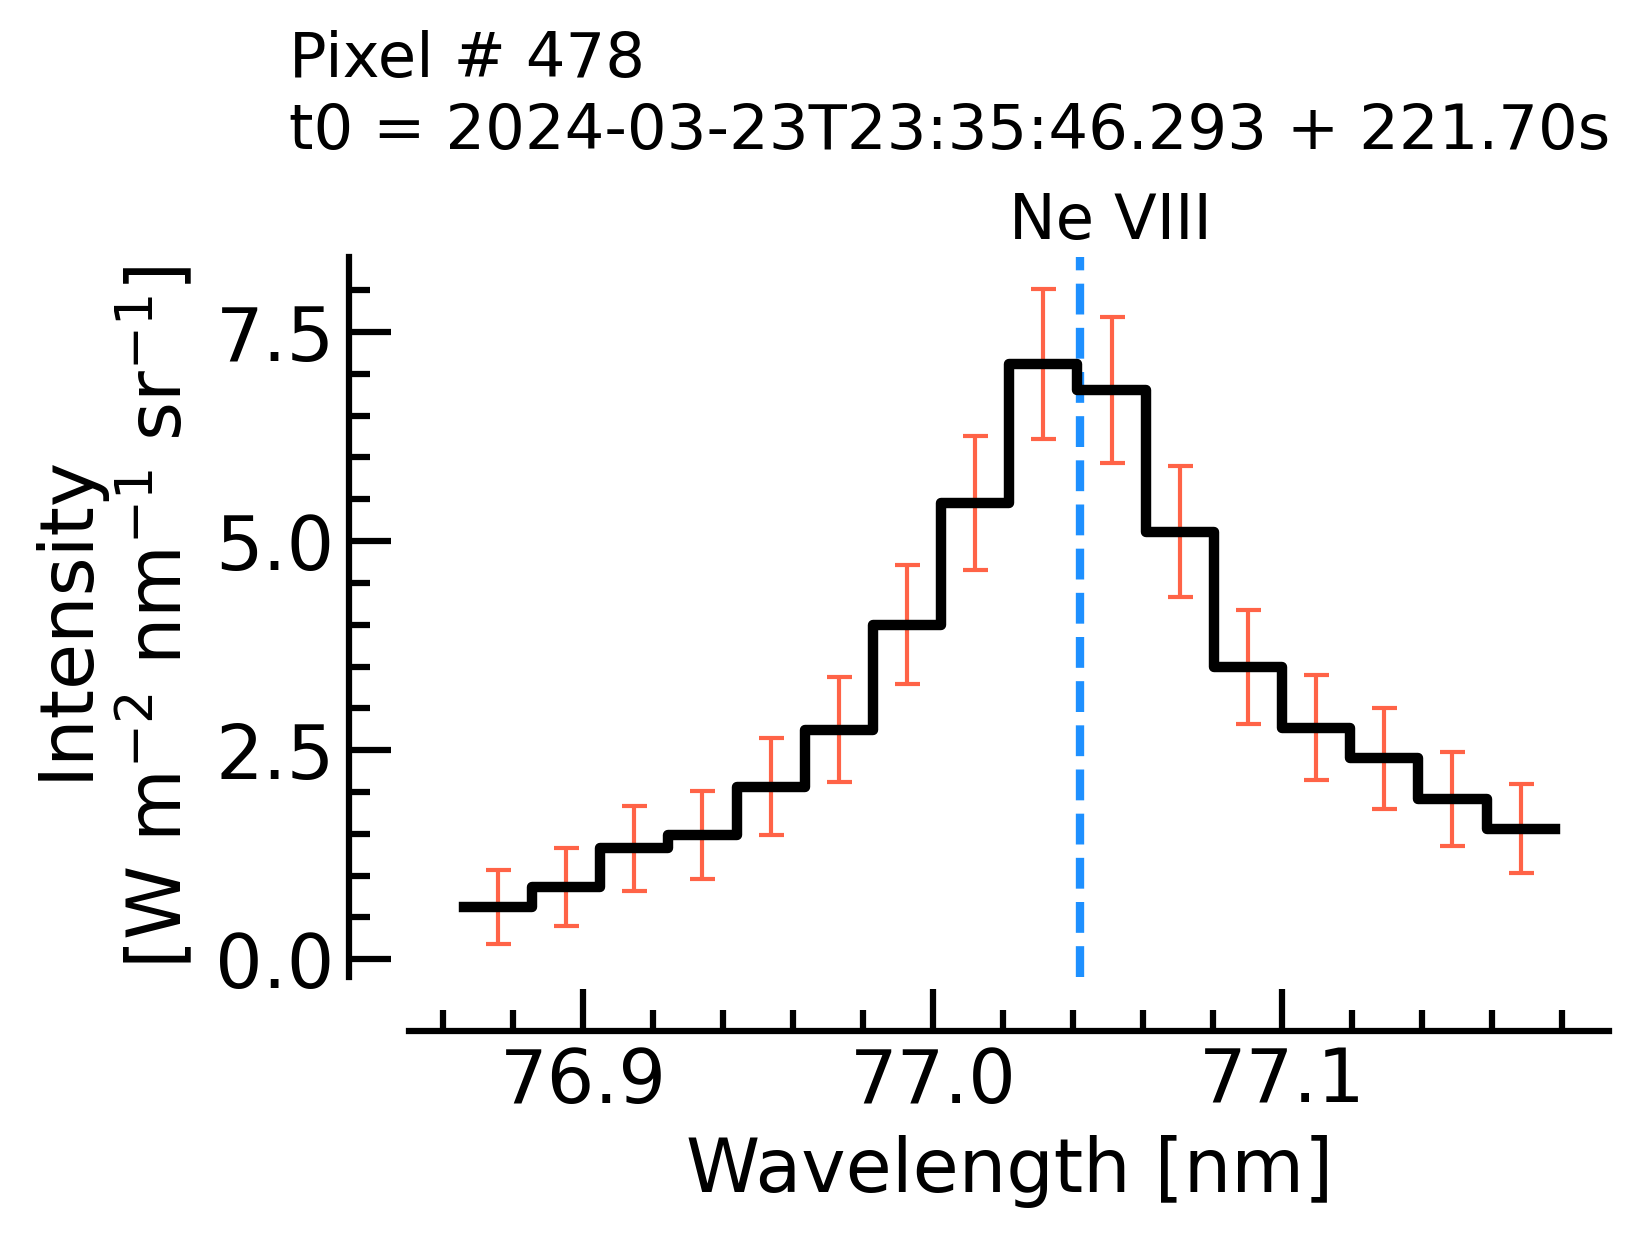 Pixel # 478
t0 = 2024-03-23T23:35:46.293 + 221.70s
Ne VIII
Intensity
[W m⁻² nm⁻¹ sr⁻¹]
7.5
5.0
2.5
0.0
76.9 77.0 77.1
Wavelength [nm]